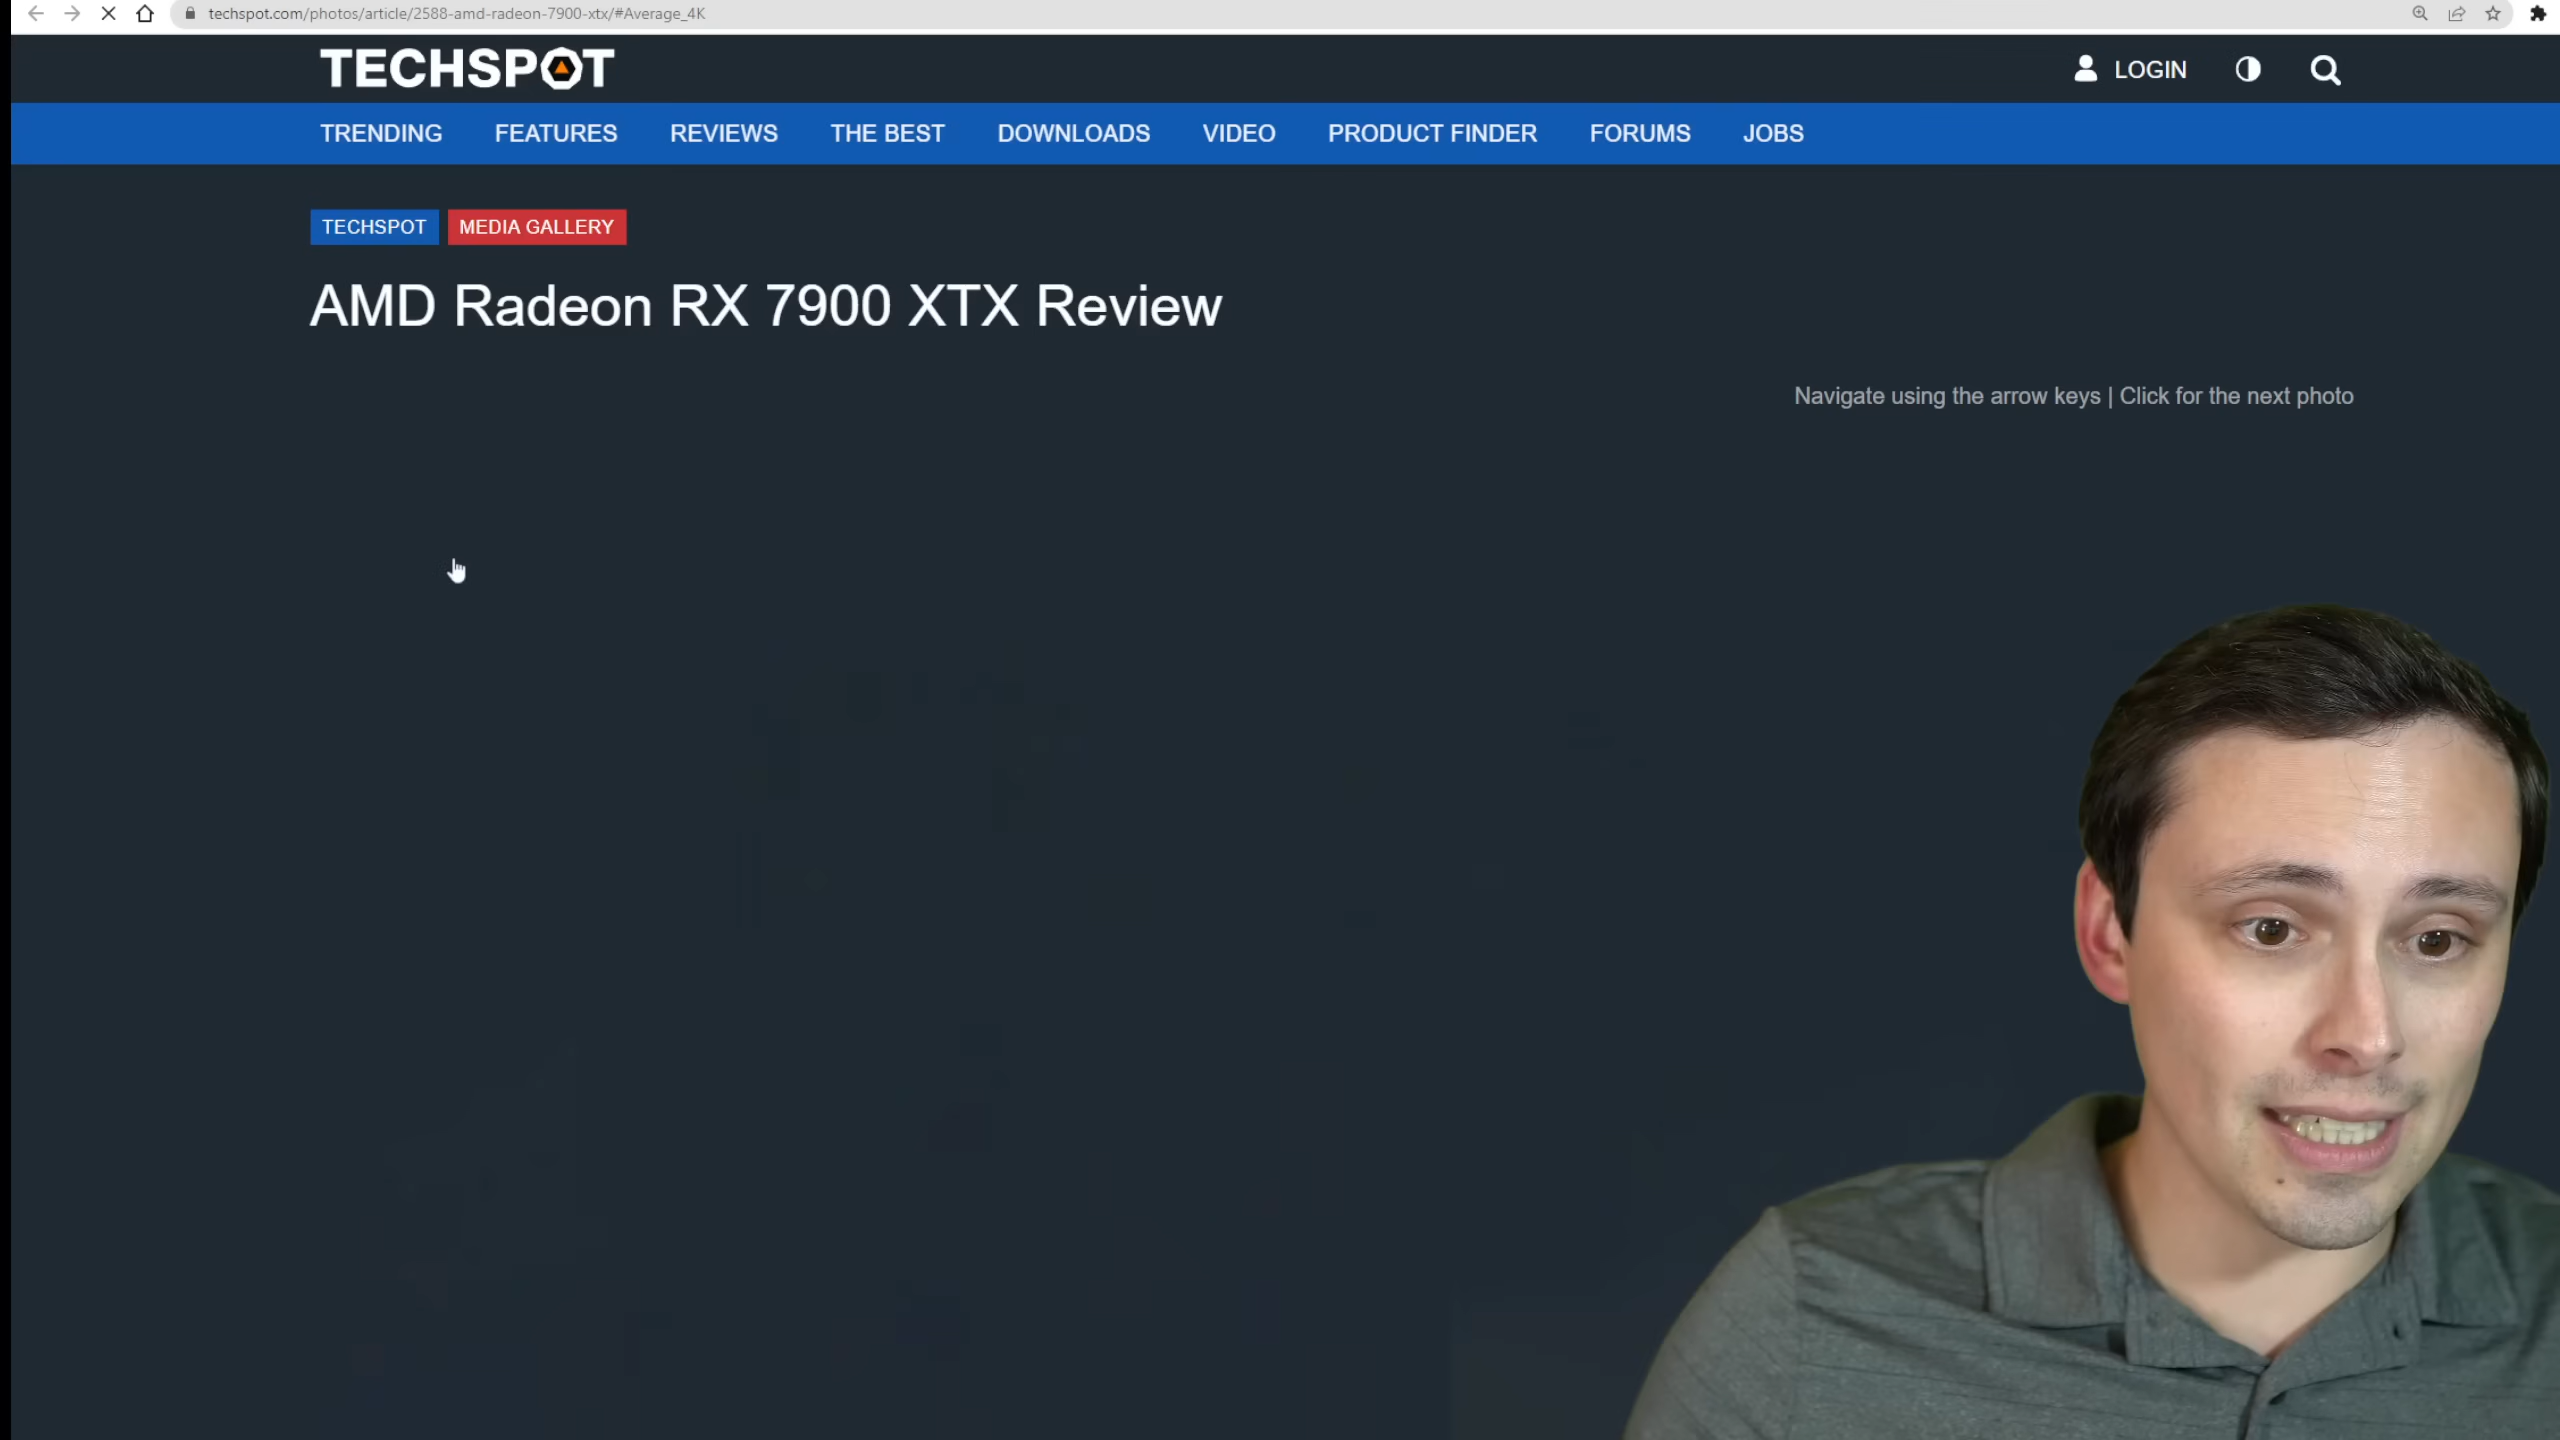 techspot.com/photos/article/2588-amd-radeon-7900-xtx/#Average_4K
TECHSPOT
LOGIN
TRENDING FEATURES REVIEWS THE BEST DOWNLOADS VIDEO PRODUCT FINDER FORUMS JOBS
TECHSPOT MEDIA GALLERY
AMD Radeon RX 7900 XTX Review
Navigate using the arrow keys | Click for the next photo